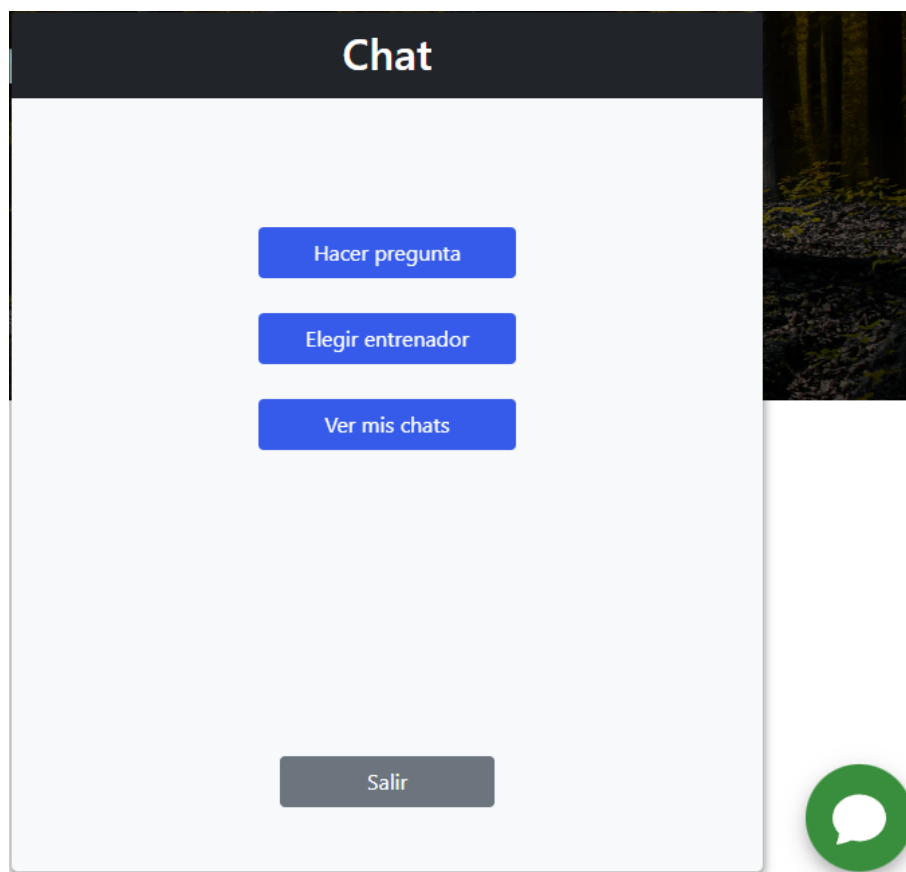 Chat
Hacer pregunta
Elegir entrenador
Ver mis chats
Salir